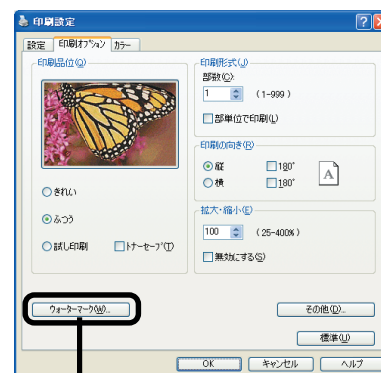 印刷設定
設定 印刷オプション カラー
印刷品位(Q)
きれい
ふつう
試し印刷 トナーセーブ(T)
印刷形式(J)
部数(C):
1 (1-999)
部単位で印刷(L)
印刷の向き(R)
縦 180°
横 180°
A
拡大・縮小(E)
100 (25-400%)
無効にする(S)
ウォーターマーク(W)...
その他(D)...
標準(U)
OK キャンセル ヘルプ